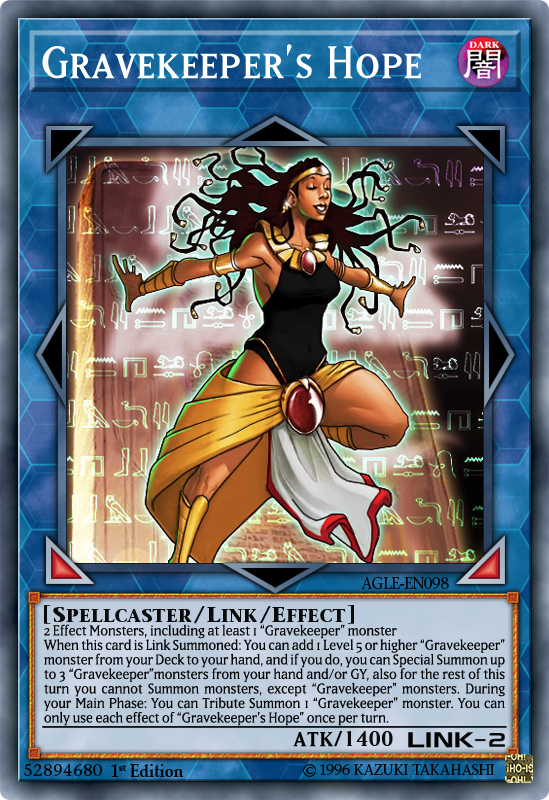 Gravekeeper's Hope
DARK
闇
AGLE-EN098
[Spellcaster/Link/Effect]
2 Effect Monsters, including at least 1 “Gravekeeper” monster
When this card is Link Summoned: You can add 1 Level 5 or higher “Gravekeeper”
monster from your Deck to your hand, and if you do, you can Special Summon up
to 3 “Gravekeeper”monsters from your hand and/or GY, also for the rest of this
turn you cannot Summon monsters, except “Gravekeeper” monsters. During
your Main Phase: You can Tribute Summon 1 “Gravekeeper” monster. You can
only use each effect of “Gravekeeper's Hope” once per turn.
ATK/1400 LINK-2
52894680 1st Edition © 1996 KAZUKI TAKAHASHI